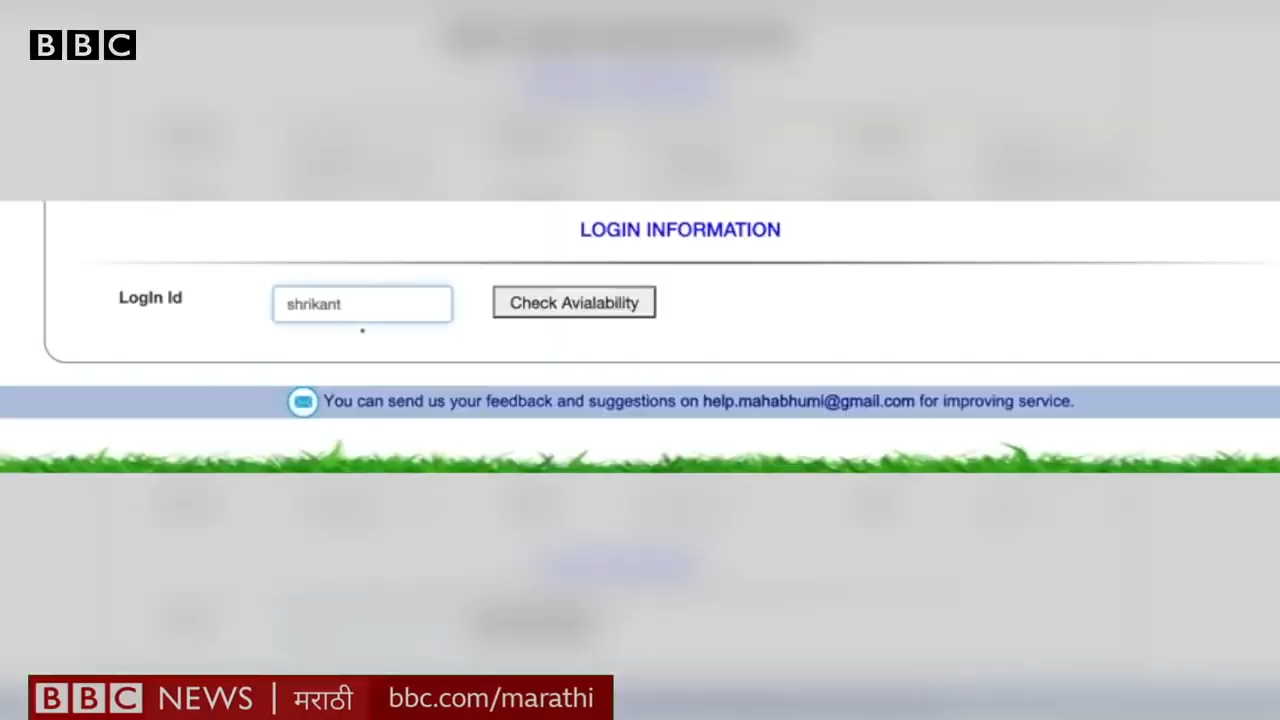 BBC
LOGIN INFORMATION
LogIn Id shrikant Check Avialability
You can send us your feedback and suggestions on help.mahabhumi@gmail.com for improving service.
BBC NEWS | मराठी bbc.com/marathi